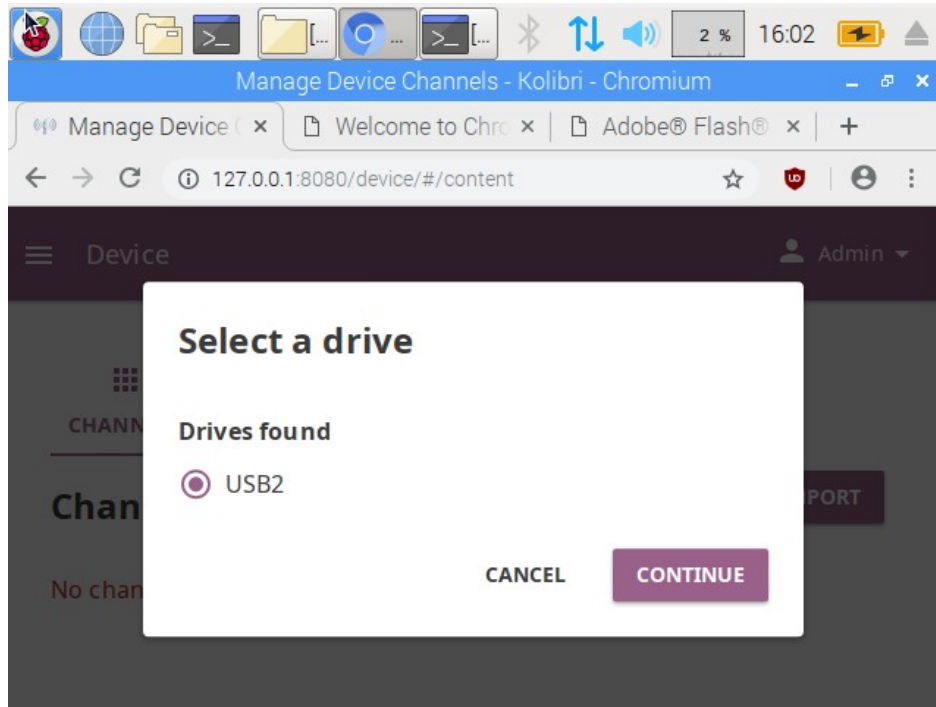 [... ... [... 2 % 16:02
Manage Device Channels - Kolibri - Chromium
Manage Device Welcome to Chro Adobe® Flash®
127.0.0.1:8080/device/#/content
Device Admin
Select a drive
CHANN
Drives found
USB2
Chan PORT
CANCEL CONTINUE
No chan